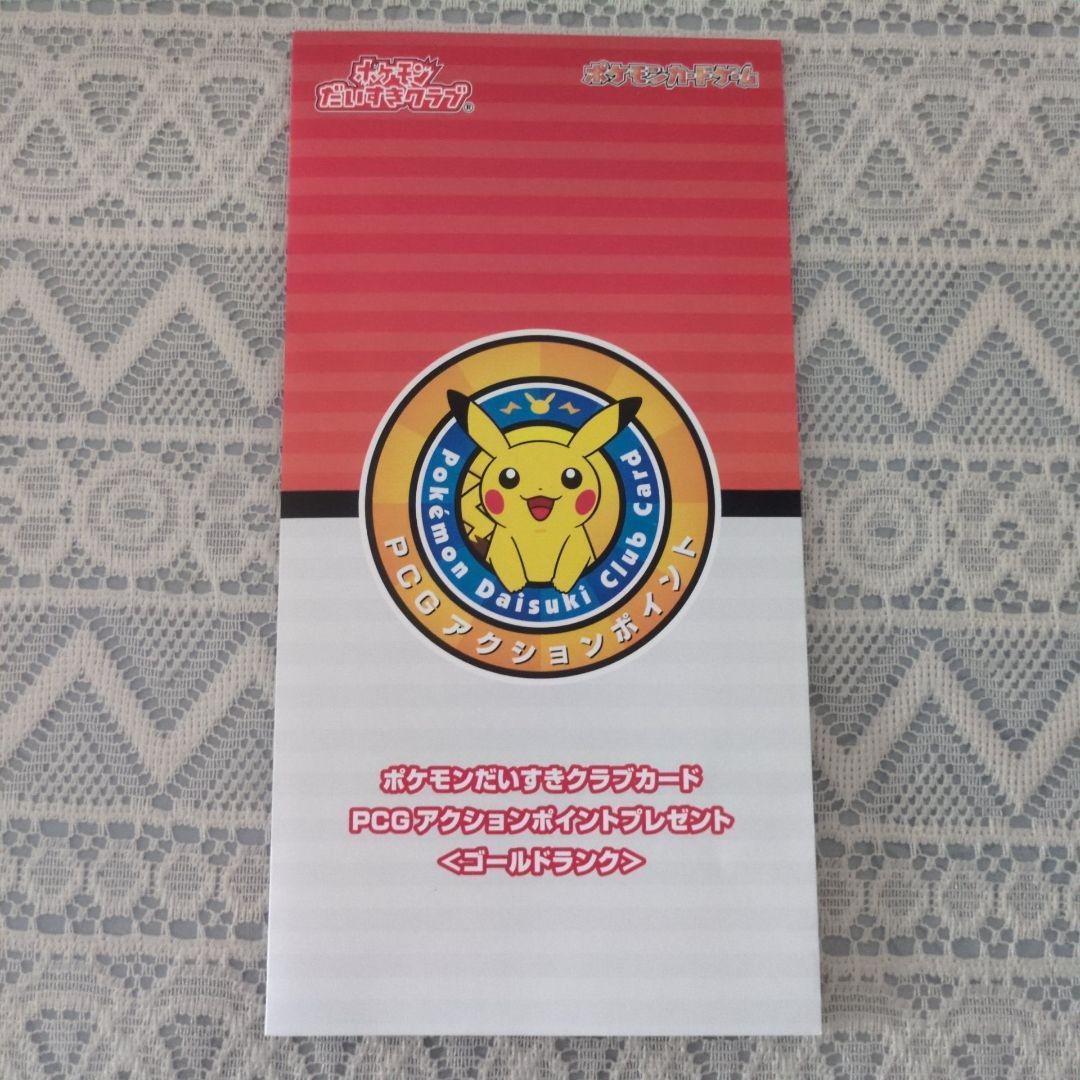 ポケモン
だいすきクラブ®
ポケモンカードゲーム
Pokémon Daisuki Club Card
PCGアクションポイント
ポケモンだいすきクラブカード
PCGアクションポイントプレゼント
<ゴールドランク>